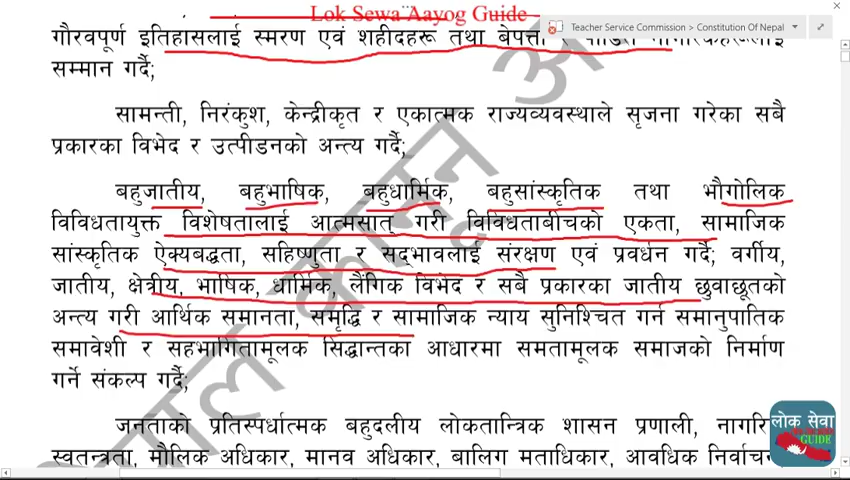 Lok Sewa Aayog Guide
Teacher Service Commission > Constitution Of Nepal
गौरवपूर्ण इतिहासलाई स्मरण एवं शहीदहरू तथा बेपत्ता र पीडित नागरिकहरूलाई
सम्मान गर्दै;
सामन्ती, निरंकुश, केन्द्रीकृत र एकात्मक राज्यव्यवस्थाले सृजना गरेका सबै
प्रकारका विभेद र उत्पीडनको अन्त्य गर्दै;
बहुजातीय, बहुभाषिक, बहुधार्मिक, बहुसांस्कृतिक तथा भौगोलिक
विविधतायुक्त विशेषतालाई आत्मसात् गरी विविधताबीचको एकता, सामाजिक
सांस्कृतिक ऐक्यबद्धता, सहिष्णुता र सद्भावलाई संरक्षण एवं प्रवर्धन गर्दै; वर्गीय,
जातीय, क्षेत्रीय, भाषिक, धार्मिक, लैंगिक विभेद र सबै प्रकारका जातीय छुवाछूतको
अन्त्य गरी आर्थिक समानता, समृद्धि र सामाजिक न्याय सुनिश्चित गर्न समानुपातिक
समावेशी र सहभागितामूलक सिद्धान्तका आधारमा समतामूलक समाजको निर्माण
गर्ने संकल्प गर्दै;
जनताको प्रतिस्पर्धात्मक बहुदलीय लोकतान्त्रिक शासन प्रणाली,
स्वतन्त्रता, मौलिक अधिकार, मानव अधिकार, बालिग मताधिकार, आवधिक
लोक सेवा
GUIDE